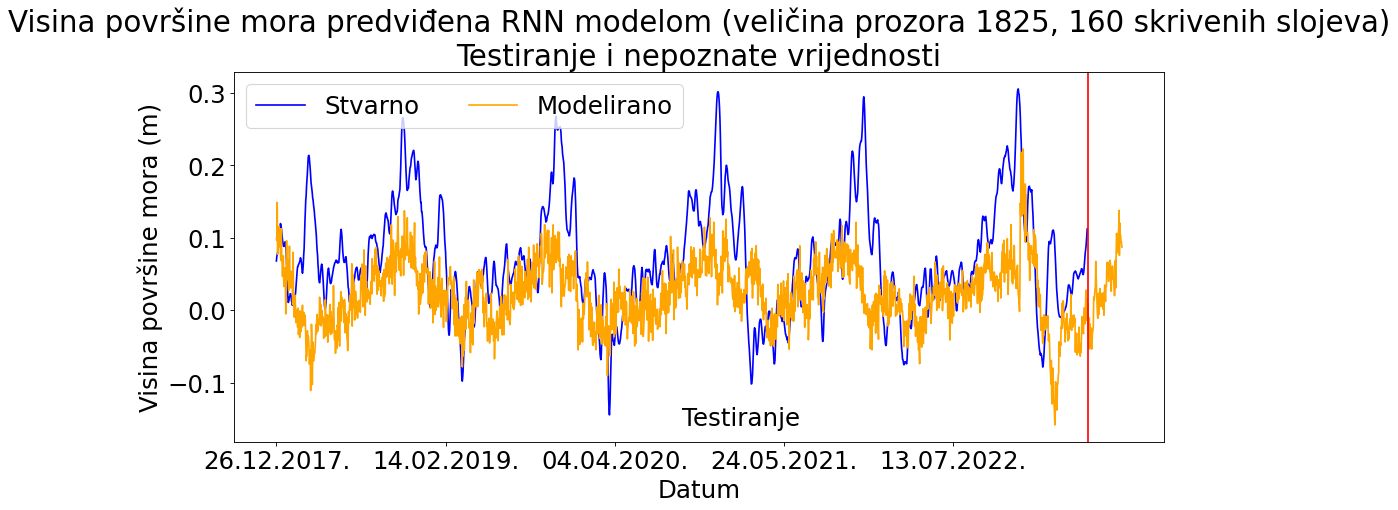 Visina površine mora predviđena RNN modelom (veličina prozora 1825, 160 skrivenih slojeva)
Testiranje i nepoznate vrijednosti
Stvarno
Modelirano
0.3
0.2
0.1
0.0
−0.1
Visina površine mora (m)
Testiranje
26.12.2017.
14.02.2019.
04.04.2020.
24.05.2021.
13.07.2022.
Datum